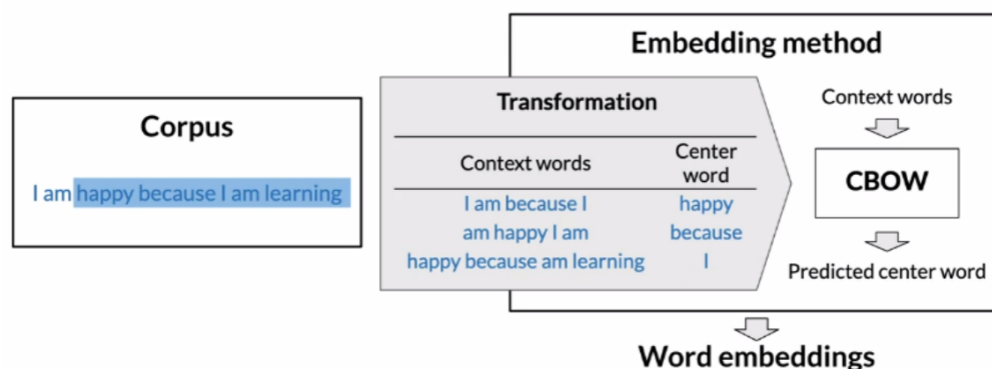 Embedding method
Corpus
I am happy because I am learning
Transformation
Context words
Center
word
I am because I
happy
am happy I am
because
happy because am learning
I
Context words
CBOW
Predicted center word
Word embeddings